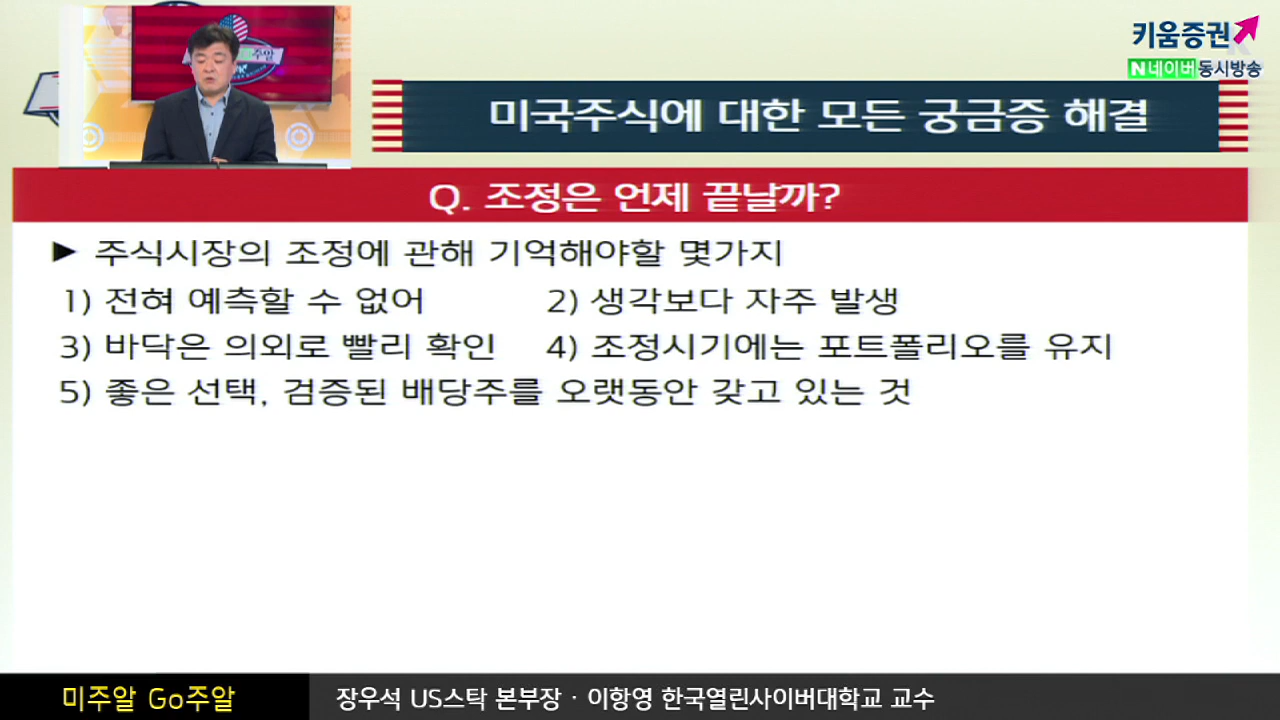 키움증권
N네이버 동시방송
주알
미국주식에 대한 모든 궁금증 해결
Q. 조정은 언제 끝날까?
▶ 주식시장의 조정에 관해 기억해야할 몇가지
1) 전혀 예측할 수 없어 2) 생각보다 자주 발생
3) 바닥은 의외로 빨리 확인 4) 조정시기에는 포트폴리오를 유지
5) 좋은 선택, 검증된 배당주를 오랫동안 갖고 있는 것
미주알 Go주알 장우석 US스탁 본부장 · 이항영 한국열린사이버대학교 교수